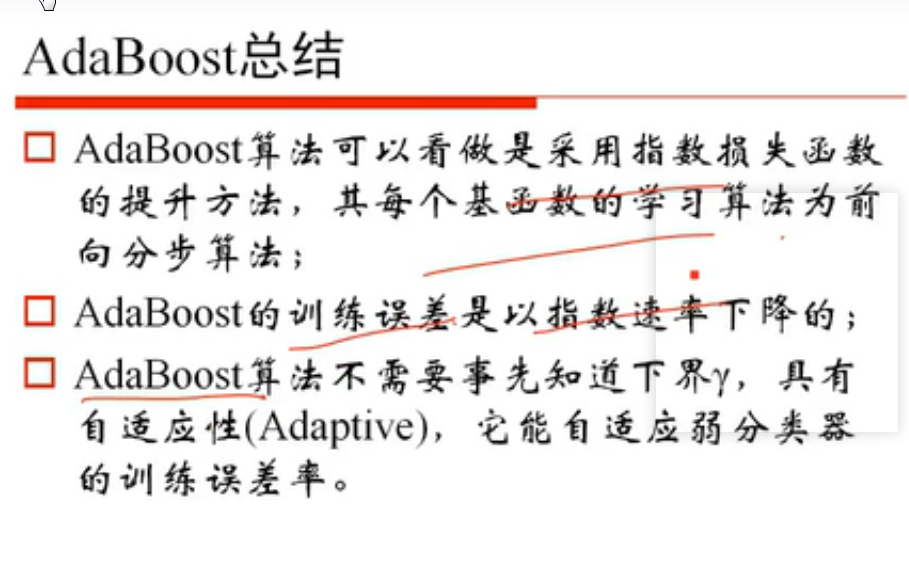 AdaBoost总结
AdaBoost算法可以看做是采用指数损失函数
的提升方法，其每个基函数的学习算法为前
向分步算法；
AdaBoost的训练误差是以指数速率下降的；
AdaBoost算法不需要事先知道下界γ，具有
自适应性(Adaptive)，它能自适应弱分类器
的训练误差率。